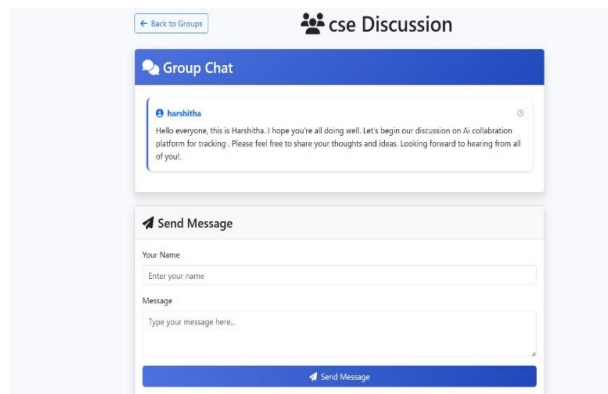 Back to Groups
cse Discussion
Group Chat
harshitha
Hello everyone, this is Harshitha. I hope you're all doing well. Let's begin our discussion on Ai collabration
platform for tracking . Please feel free to share your thoughts and ideas. Looking forward to hearing from all
of you!.
Send Message
Your Name
Enter your name
Message
Type your message here...
Send Message